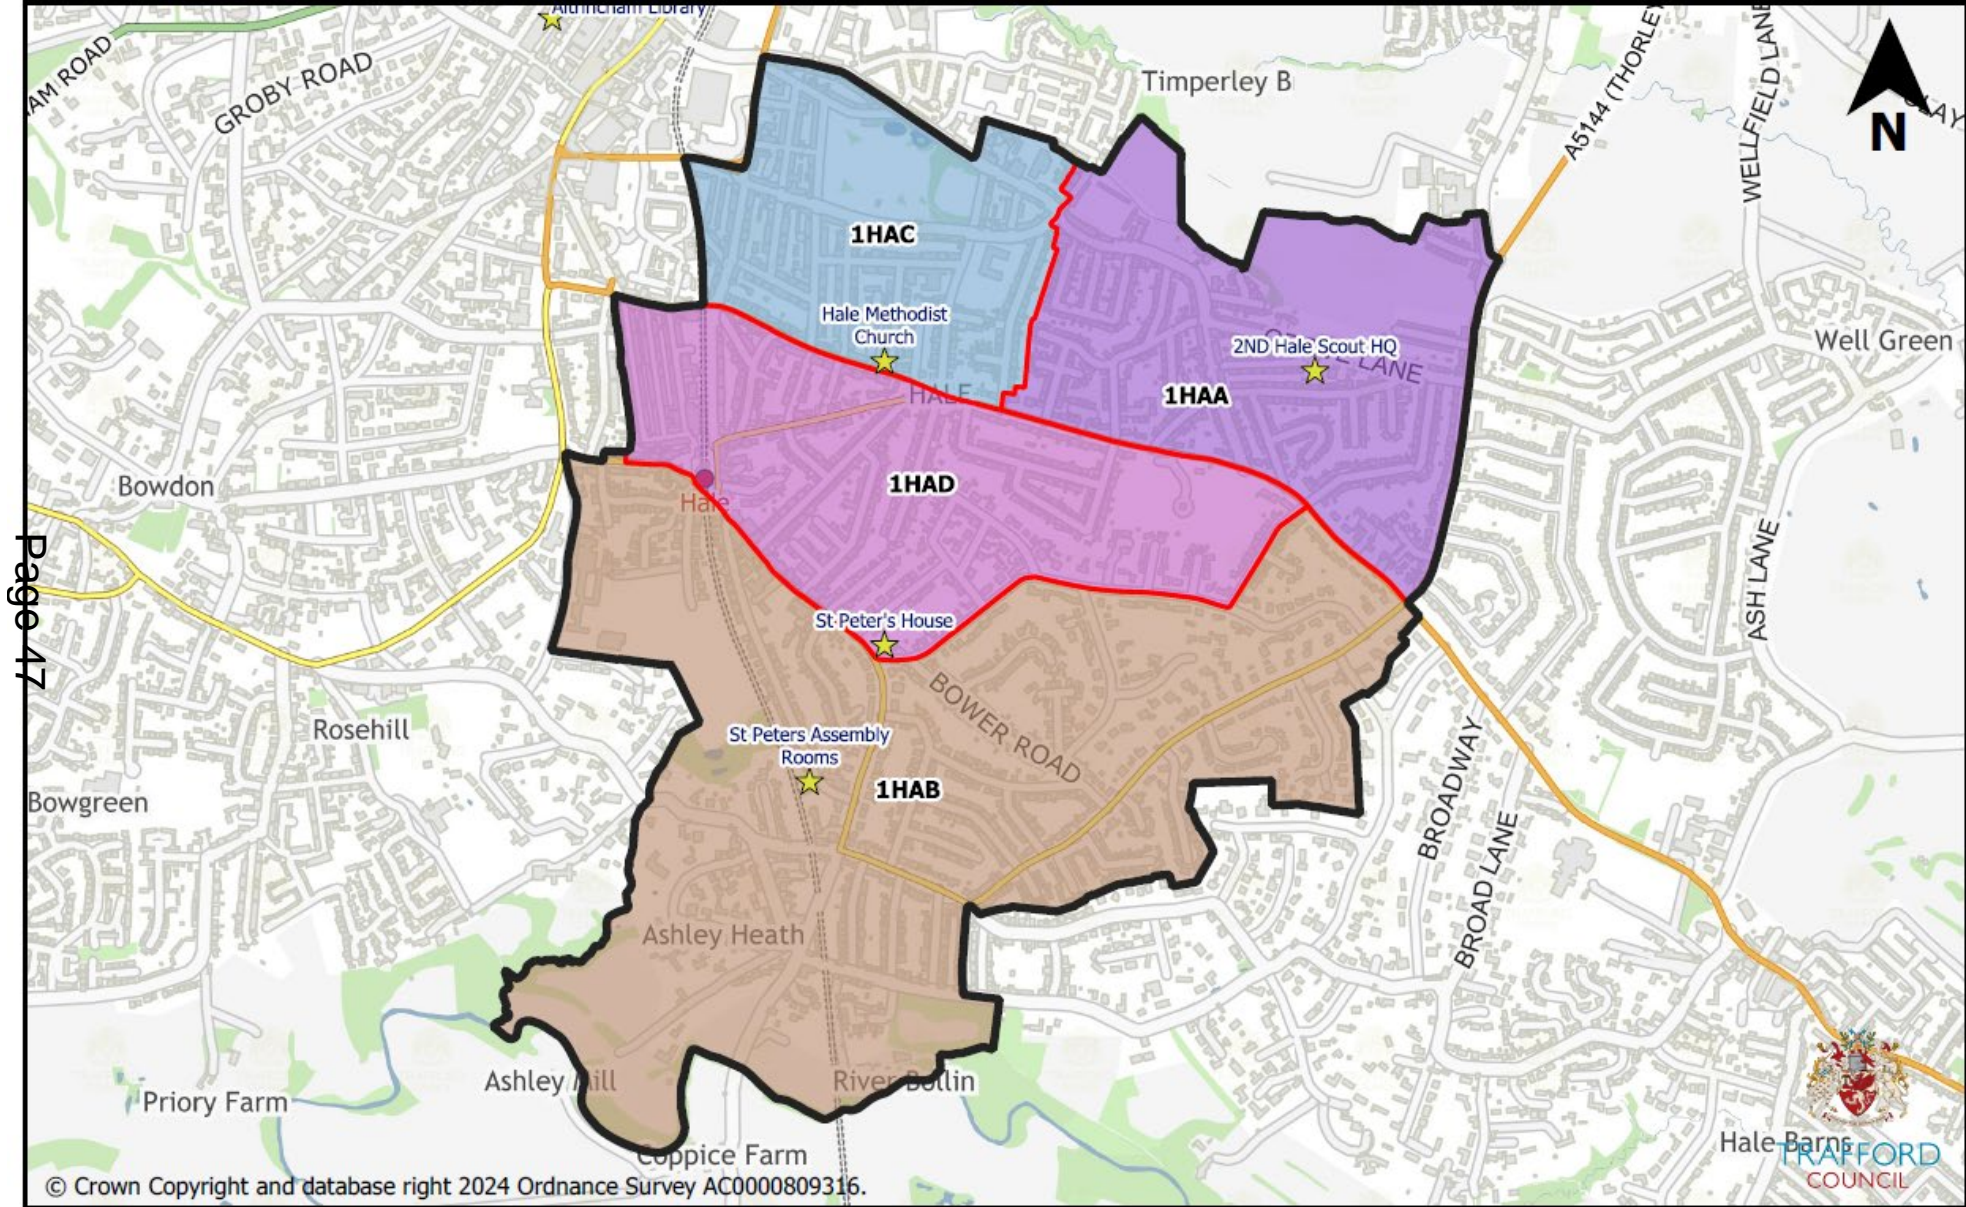 Altrincham Library
AM ROAD
GROBY ROAD
Timperley B
A5144 (THORLEY
WELLFIELD LANE
CLAY
N
1HAC
Hale Methodist
Church
2ND Hale Scout HQ
LANE
Well Green
HALE
1HAA
Bowdon
Hale
1HAD
Page 47
ASH LANE
St Peter's House
BOWER ROAD
Rosehill
St Peters Assembly
Rooms
1HAB
Bowgreen
BROADWAY
BROAD LANE
Ashley Heath
Ashley Mill
River Bollin
Priory Farm
Coppice Farm
Hale Barns
TRAFFORD
COUNCIL
© Crown Copyright and database right 2024 Ordnance Survey AC0000809316.